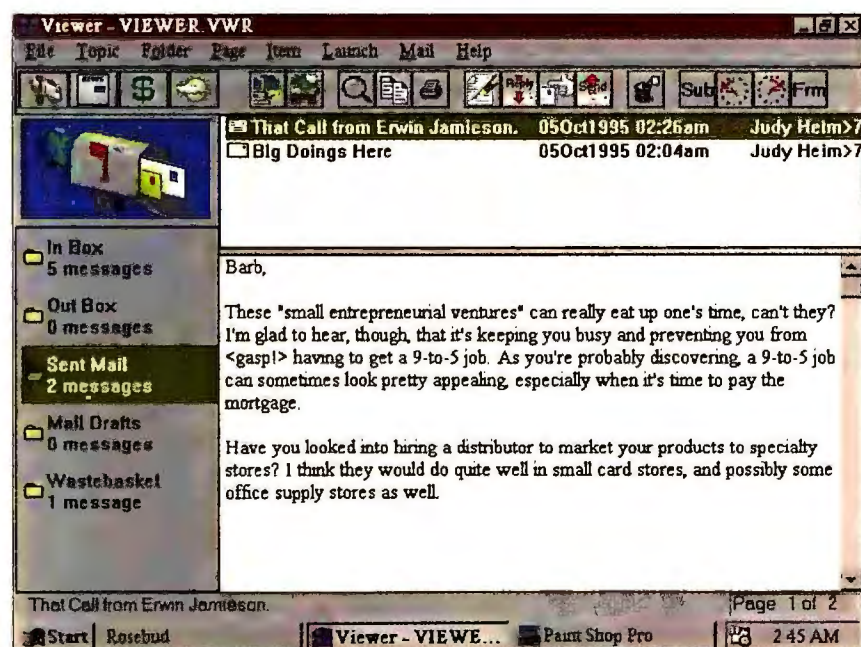 Viewer - VIEWER.VWR
File Topic Folder Page Item Launch Mail Help
Reply Send Sub Frm
That Call from Erwin Jamieson. 05Oct1995 02:26am Judy Heim>7
Big Doings Here 05Oct1995 02:04am Judy Heim>7
In Box
5 messages
Out Box
0 messages
Sent Mail
2 messages
Mail Drafts
0 messages
Wastebasket
1 message
Barb,
These "small entrepreneurial ventures" can really eat up one's time, can't they?
I'm glad to hear, though, that it's keeping you busy and preventing you from
<gasp!> having to get a 9-to-5 job. As you're probably discovering, a 9-to-5 job
can sometimes look pretty appealing, especially when it's time to pay the
mortgage.
Have you looked into hiring a distributor to market your products to specialty
stores? I think they would do quite well in small card stores, and possibly some
office supply stores as well.
That Call from Erwin Jamieson. Page 1 of 2
Start Rosebud Viewer - VIEWE... Paint Shop Pro 2:45 AM